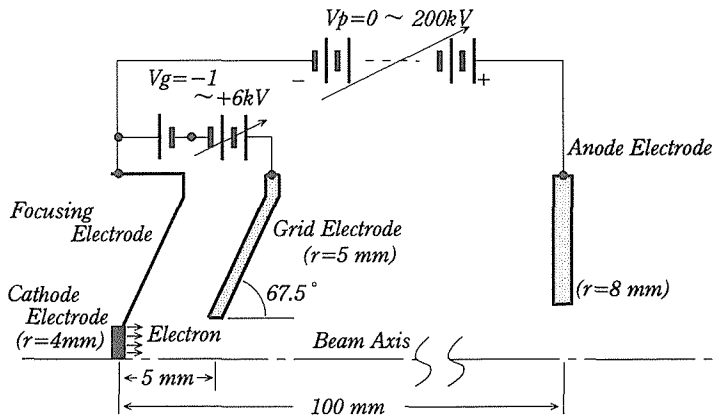 Vp=0 ~ 200kV
- +
Vg=-1
~+6kV
Anode Electrode
Focusing
Electrode
Grid Electrode
(r=5 mm)
67.5°
(r=8 mm)
Cathode
Electrode
(r=4mm)
Electron
Beam Axis
5 mm
100 mm